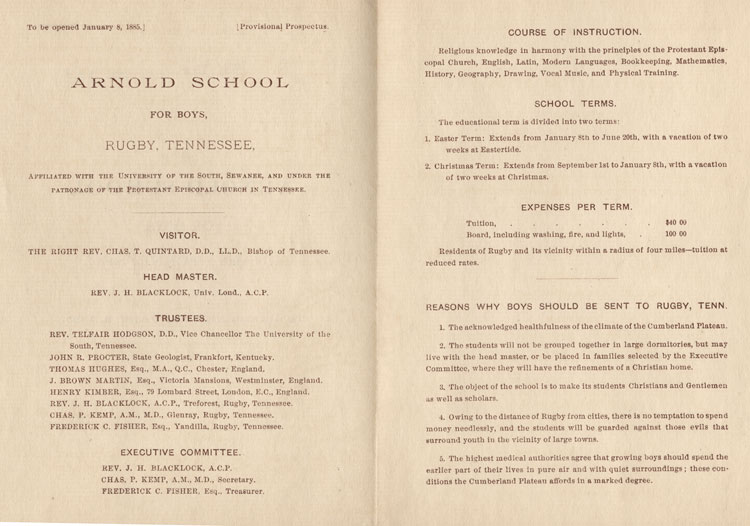 To be opened January 8, 1885.] [Provisional Prospectus.
ARNOLD SCHOOL
FOR BOYS,
RUGBY, TENNESSEE,
AFFILIATED WITH THE UNIVERSITY OF THE SOUTH, SEWANEE, AND UNDER THE
PATRONAGE OF THE PROTESTANT EPISCOPAL CHURCH IN TENNESSEE.
VISITOR.
THE RIGHT REV. CHAS. T. QUINTARD, D.D., LL.D., Bishop of Tennessee.
HEAD MASTER.
REV. J. H. BLACKLOCK, Univ. Lond., A.C.P.
TRUSTEES.
REV. TELFAIR HODGSON, D.D., Vice Chancellor The University of the
South, Tennessee.
JOHN R. PROCTER, State Geologist, Frankfort, Kentucky.
THOMAS HUGHES, Esq., M.A., Q.C., Chester, England,
J. BROWN MARTIN, Esq., Victoria Mansions, Westminster, England.
HENRY KIMBER, Esq., 79 Lombard Street, London, E.C., England.
REV. J. H. BLACKLOCK, A.C.P., Treforest, Rugby, Tennessee.
CHAS. P. KEMP, A.M., M.D., Glenray, Rugby, Tennessee.
FREDERICK C. FISHER, Esq., Yandilla, Rugby, Tennessee.
EXECUTIVE COMMITTEE.
REV. J. H. BLACKLOCK, A.C.P.
CHAS. P. KEMP, A.M., M.D., Secretary.
FREDERICK C. FISHER, Esq., Treasurer.
COURSE OF INSTRUCTION.
Religious knowledge in harmony with the principles of the Protestant Epis-
copal Church, English, Latin, Modern Languages, Bookkeeping, Mathematics,
History, Geography, Drawing, Vocal Music, and Physical Training.
SCHOOL TERMS.
The educational term is divided into two terms:
1. Easter Term: Extends from January 8th to June 20th, with a vacation of two
weeks at Eastertide.
2. Christmas Term: Extends from September 1st to January 8th, with a vacation
of two weeks at Christmas.
EXPENSES PER TERM.
Tuition, . . . . . . . $40 00
Board, including washing, fire, and lights, . 100 00
Residents of Rugby and its vicinity within a radius of four miles—tuition at
reduced rates.
REASONS WHY BOYS SHOULD BE SENT TO RUGBY, TENN.
1. The acknowledged healthfulness of the climate of the Cumberland Plateau.
2. The students will not be grouped together in large dormitories, but may
live with the head master, or be placed in families selected by the Executive
Committee, where they will have the refinements of a Christian home.
3. The object of the school is to make its students Christians and Gentlemen
as well as scholars.
4. Owing to the distance of Rugby from cities, there is no temptation to spend
money needlessly, and the students will be guarded against those evils that
surround youth in the vicinity of large towns.
5. The highest medical authorities agree that growing boys should spend the
earlier part of their lives in pure air and with quiet surroundings; these con-
ditions the Cumberland Plateau affords in a marked degree.